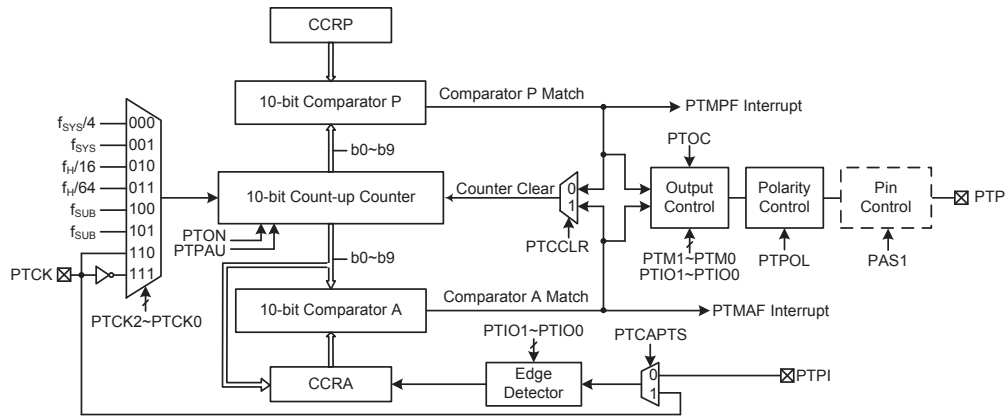 CCRP
10-bit Comparator P
Comparator P Match
PTMPF Interrupt
b0~b9
fSYS/4
000
fSYS
001
fH/16
010
fH/64
011
fSUB
100
fSUB
101
110
111
PTCK
PTCK2~PTCK0
10-bit Count-up Counter
PTON
PTPAU
Counter Clear
0
1
PTCCLR
PTOC
Output
Control
PTM1~PTM0
PTIO1~PTIO0
Polarity
Control
PTPOL
Pin
Control
PAS1
PTP
b0~b9
10-bit Comparator A
Comparator A Match
PTMAF Interrupt
CCRA
PTIO1~PTIO0
Edge
Detector
PTCAPTS
0
1
PTPI